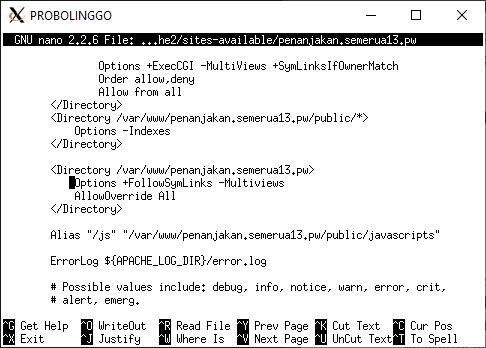 PROBOLINGGO
GNU nano 2.2.6 File: ...he2/sites-available/penanjakan.semerua13.pw
Options +ExecCGI -MultiViews +SymLinksIfOwnerMatch
Order allow,deny
Allow from all
</Directory>
<Directory /var/www/penanjakan.semerua13.pw/public/*>
Options -Indexes
</Directory>
<Directory /var/www/penanjakan.semerua13.pw>
Options +FollowSymLinks -Multiviews
AllowOverride All
</Directory>
Alias "/js" "/var/www/penanjakan.semerua13.pw/public/javascripts"
ErrorLog ${APACHE_LOG_DIR}/error.log
# Possible values include: debug, info, notice, warn, error, crit,
# alert, emerg.
^G Get Help ^O WriteOut ^R Read File ^Y Prev Page ^K Cut Text ^C Cur Pos
^X Exit ^J Justify ^W Where Is ^V Next Page ^U UnCut Text ^T To Spell